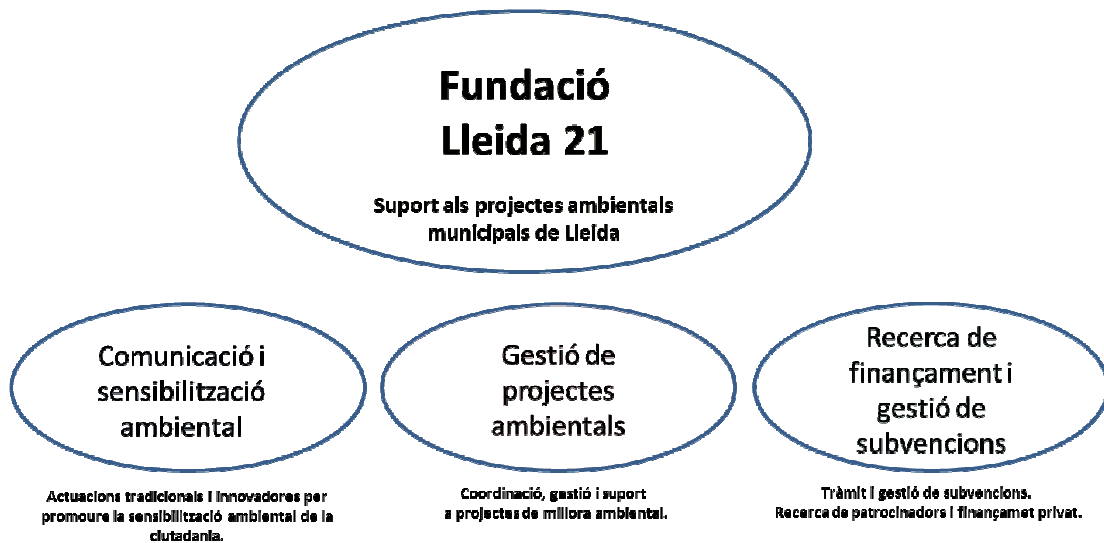 Fundació
Lleida 21
Suport als projectes ambientals
municipals de Lleida
Comunicació i
sensibilització
ambiental
Gestió de
projectes
ambientals
Recerca de
finançament i
gestió de
subvencions
Actuacions tradicionals i innovadores per
promoure la sensibilització ambiental de la
ciutadania.
Coordinació, gestió i suport
a projectes de millora ambiental.
Tràmit i gestió de subvencions.
Recerca de patrocinadors i finançamet privat.